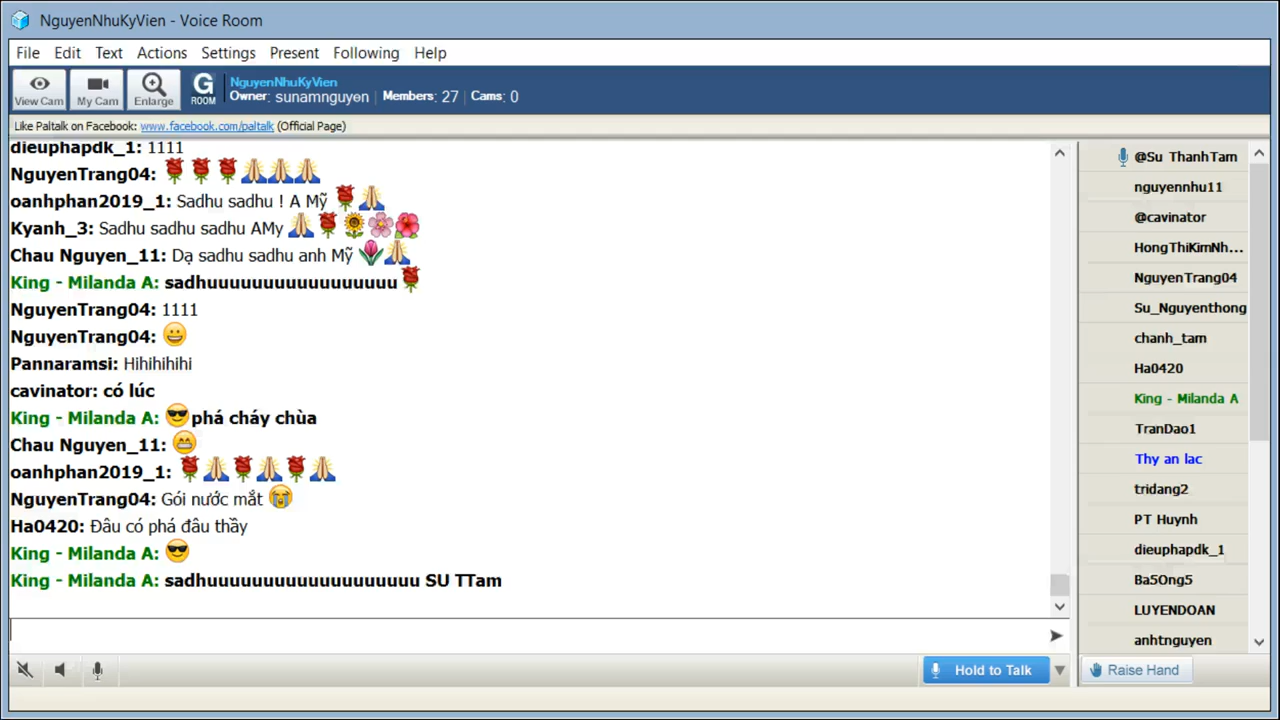 NguyenNhuKyVien - Voice Room
File Edit Text Actions Settings Present Following Help
View Cam
My Cam
Enlarge
G ROOM
NguyenNhuKyVien
Owner: sunamnguyen | Members: 27 | Cams: 0
Like Paltalk on Facebook: www.facebook.com/paltalk (Official Page)
dieuphapdk_1: 1111
NguyenTrang04: 🌹🌹🌹🙏🙏🙏
oanhphan2019_1: Sadhu sadhu ! A Mỹ 🌹🙏
Kyanh_3: Sadhu sadhu sadhu AMy 🙏🌹🌻🌸🌺
Chau Nguyen_11: Dạ sadhu sadhu anh Mỹ 🌷🙏
King - Milanda A: sadhuuuuuuuuuuuuuuuuu🌹
NguyenTrang04: 1111
NguyenTrang04: 😀
Pannaramsi: Hihihihihi
cavinator: có lúc
King - Milanda A: 😎phá cháy chùa
Chau Nguyen_11: 😁
oanhphan2019_1: 🌹🙏🌹🙏🌹🙏
NguyenTrang04: Gói nước mắt 😭
Ha0420: Đâu có phá đâu thầy
King - Milanda A: 😎
King - Milanda A: sadhuuuuuuuuuuuuuuuuuuu SU TTam
@Su ThanhTam
nguyennhu11
@cavinator
HongThiKimNh...
NguyenTrang04
Su_Nguyenthong
chanh_tam
Ha0420
King - Milanda A
TranDao1
Thy an lac
tridang2
PT Huynh
dieuphapdk_1
Ba5Ong5
LUYENDOAN
anhtnguyen
Hold to Talk
Raise Hand